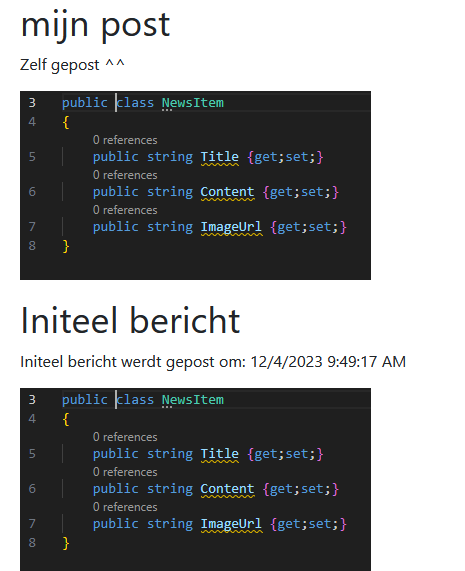 mijn post
Zelf gepost ^^
3 public class NewsItem
4 {
0 references
5 public string Title {get;set;}
0 references
6 public string Content {get;set;}
0 references
7 public string ImageUrl {get;set;}
8 }
Initeel bericht
Initeel bericht werdt gepost om: 12/4/2023 9:49:17 AM
3 public class NewsItem
4 {
0 references
5 public string Title {get;set;}
0 references
6 public string Content {get;set;}
0 references
7 public string ImageUrl {get;set;}
8 }